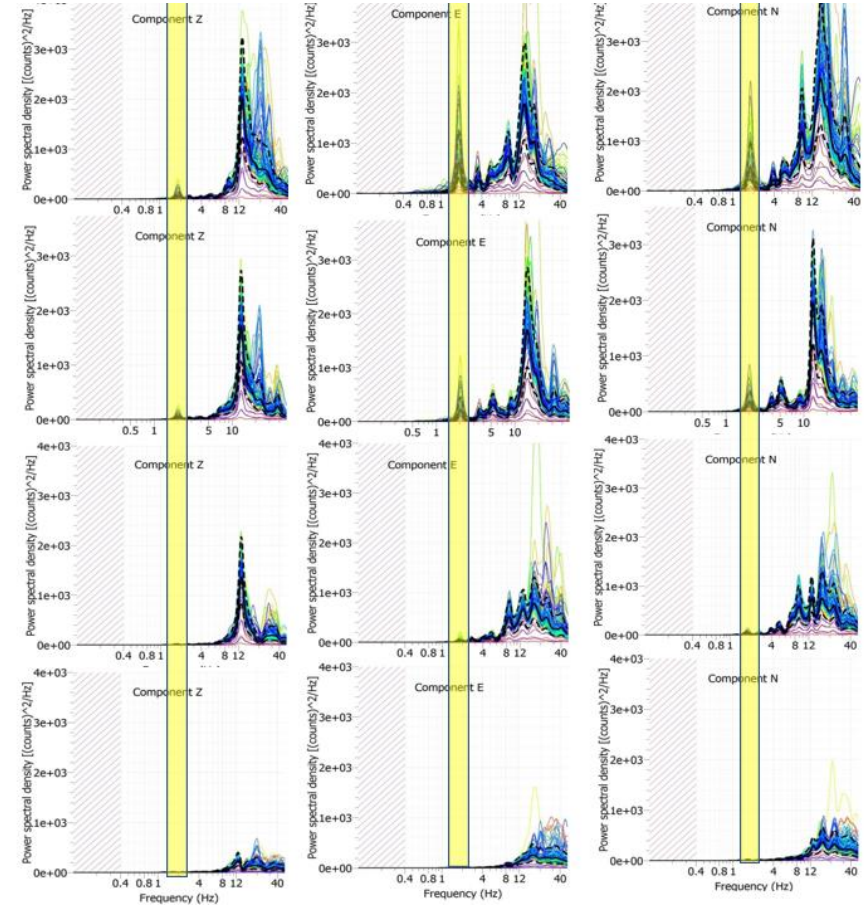 Component Z
Power spectral density [(counts)^2/Hz]
3e+03
2e+03
1e+03
0e+00
0.4 0.8 1 4 8 12 40
Component E
Power spectral density [(counts)^2/Hz]
3e+03
2e+03
1e+03
0e+00
0.4 0.8 1 4 8 12 40
Component N
Power spectral density [(counts)^2/Hz]
3e+03
2e+03
1e+03
0e+00
0.4 0.8 1 4 8 12 40
Component Z
Power spectral density [(counts)^2/Hz]
3e+03
2e+03
1e+03
0e+00
0.5 1 5 10
Component E
Power spectral density [(counts)^2/Hz]
3e+03
2e+03
1e+03
0e+00
0.5 1 5 10
Component N
Power spectral density [(counts)^2/Hz]
3e+03
2e+03
1e+03
0e+00
0.5 1 5 10
Component Z
Power spectral density [(counts)^2/Hz]
4e+03
3e+03
2e+03
1e+03
0e+00
0.4 0.8 1 4 8 12 40
Component E
Power spectral density [(counts)^2/Hz]
4e+03
3e+03
2e+03
1e+03
0e+00
0.4 0.8 1 4 8 12 40
Component N
Power spectral density [(counts)^2/Hz]
4e+03
3e+03
2e+03
1e+03
0e+00
0.4 0.8 1 4 8 12 40
Component Z
Power spectral density [(counts)^2/Hz]
4e+03
3e+03
2e+03
1e+03
0e+00
0.4 0.8 1 4 8 12 40
Frequency (Hz)
Component E
Power spectral density [(counts)^2/Hz]
4e+03
3e+03
2e+03
1e+03
0e+00
0.4 0.8 1 4 8 12 40
Frequency (Hz)
Component N
Power spectral density [(counts)^2/Hz]
4e+03
3e+03
2e+03
1e+03
0e+00
0.4 0.8 1 4 8 12 40
Frequency (Hz)